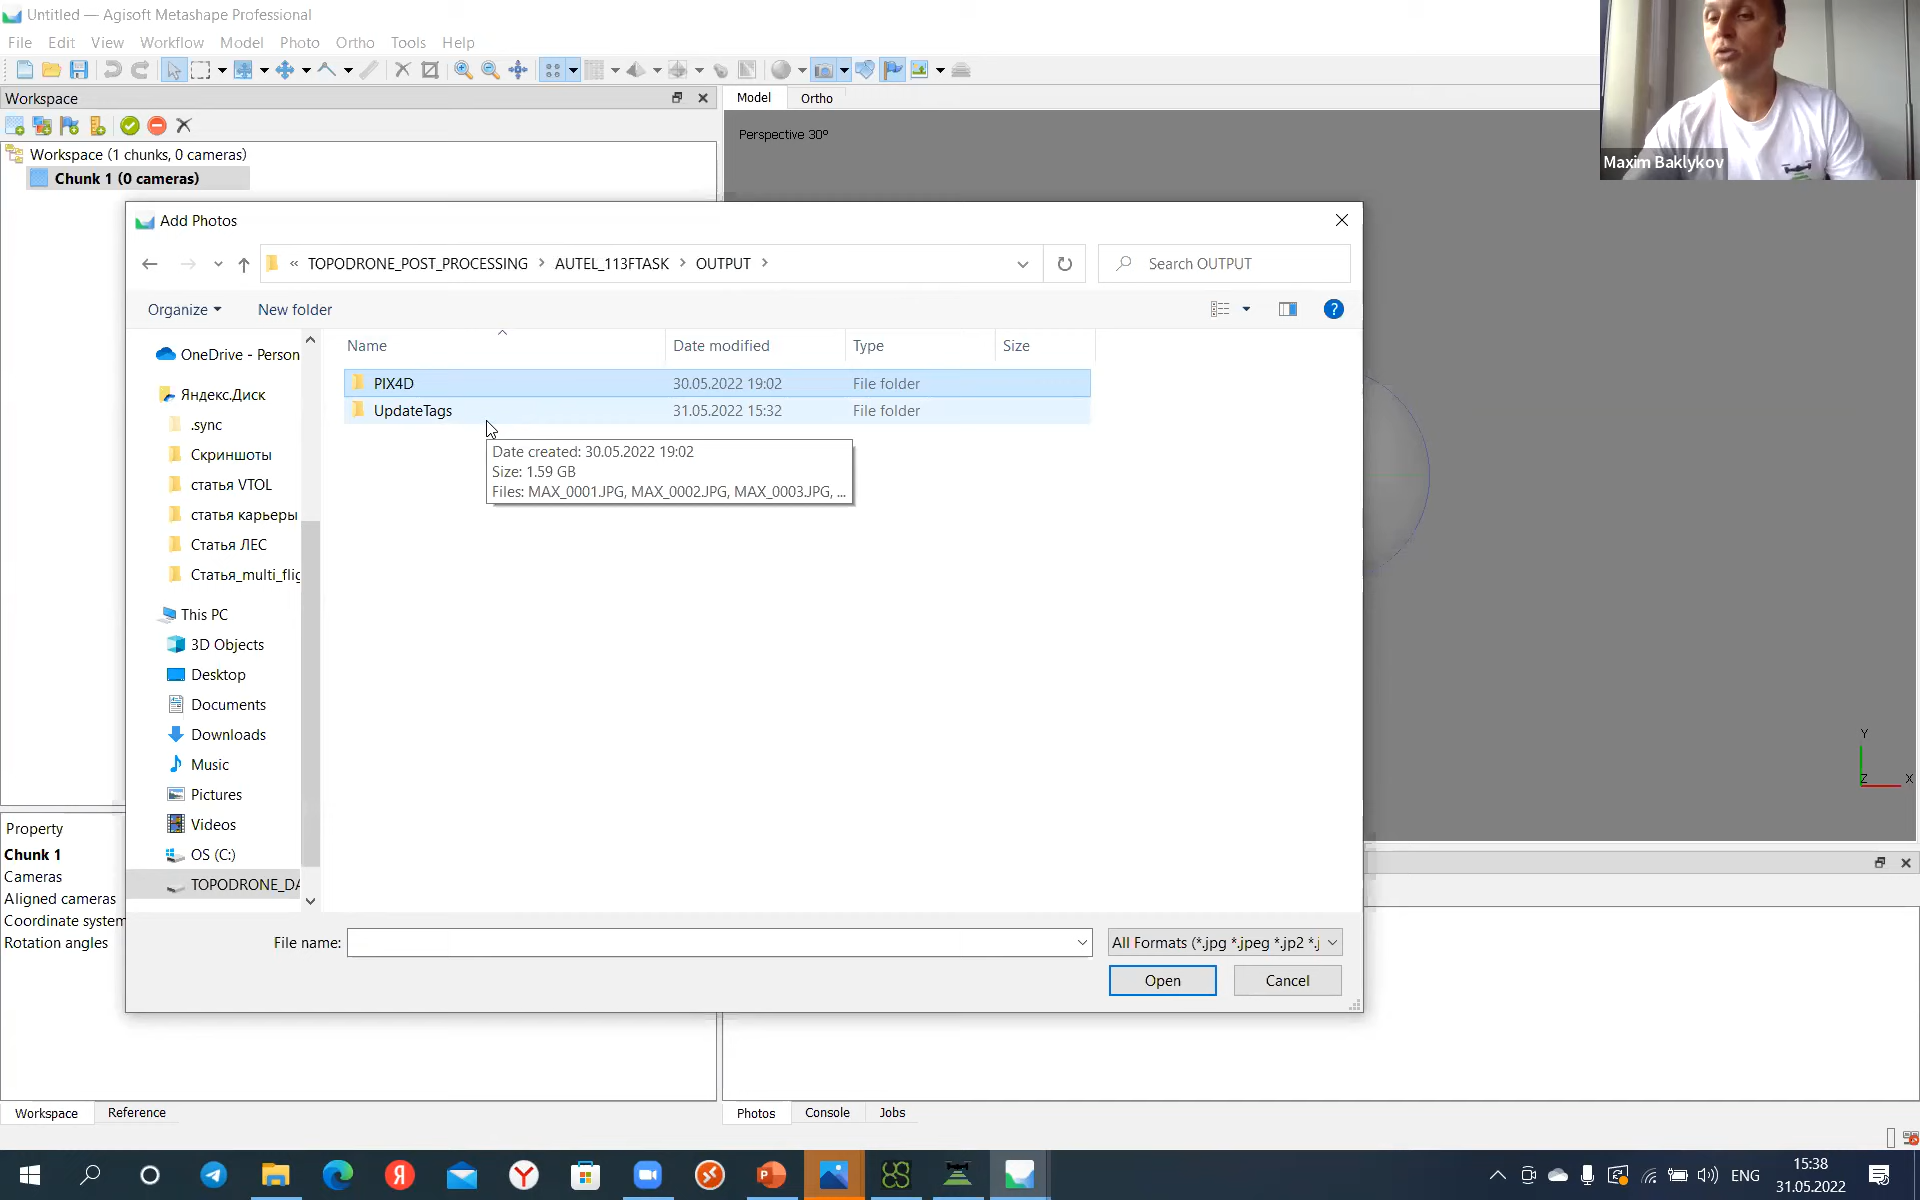 Untitled — Agisoft Metashape Professional
File Edit View Workflow Model Photo Ortho Tools Help
Workspace
Workspace (1 chunks, 0 cameras)
Chunk 1 (0 cameras)
Model Ortho
Perspective 30°
Maxim Baklykov
Add Photos
« TOPODRONE_POST_PROCESSING > AUTEL_113FTASK > OUTPUT >
Search OUTPUT
Organize New folder
?
OneDrive - Person
Яндекс.Диск
.sync
Скриншоты
статья VTOL
статья карьеры
Статья ЛЕС
Статья_multi_flig
This PC
3D Objects
Desktop
Documents
Downloads
Music
Pictures
Videos
OS (C:)
TOPODRONE_DA
Name Date modified Type Size
PIX4D 30.05.2022 19:02 File folder
UpdateTags 31.05.2022 15:32 File folder
Date created: 30.05.2022 19:02
Size: 1.59 GB
Files: MAX_0001.JPG, MAX_0002.JPG, MAX_0003.JPG, ...
File name:
All Formats (*.jpg *.jpeg *.jp2 *.j
Open Cancel
Y
Z X
Property
Chunk 1
Cameras
Aligned cameras
Coordinate system
Rotation angles
Workspace Reference
Photos Console Jobs
ENG
15:38
31.05.2022